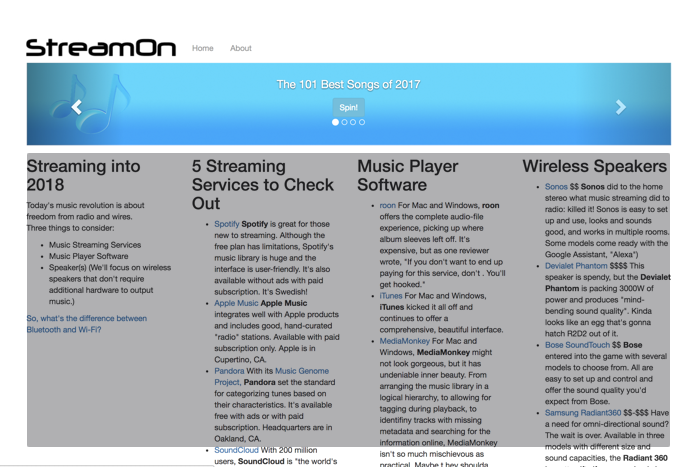 StreamOn
Home
About
The 101 Best Songs of 2017
Spin!
Streaming into
2018
Today's music revolution is about
freedom from radio and wires.
Three things to consider:
Music Streaming Services
Music Player Software
Speaker(s) (We'll focus on wireless
speakers that don't require
additional hardware to output
music.)
So, what's the difference between
Bluetooth and Wi-Fi?
5 Streaming
Services to Check
Out
Spotify Spotify is great for those
new to streaming. Although the
free plan has limitations, Spotify's
music library is huge and the
interface is user-friendly. It's also
available without ads with paid
subscription. It's Swedish!
Apple Music Apple Music
integrates well with Apple products
and includes good, hand-curated
"radio" stations. Available with paid
subscription only. Apple is in
Cupertino, CA.
Pandora With its Music Genome
Project, Pandora set the standard
for categorizing tunes based on
their characteristics. It's available
free with ads or with paid
subscription. Headquarters are in
Oakland, CA.
SoundCloud With 200 million
users, SoundCloud is "the world's
Music Player
Software
roon For Mac and Windows, roon
offers the complete audio-file
experience, picking up where
album sleeves left off. It's
expensive, but as one reviewer
wrote, "If you don't want to end up
paying for this service, don't . You'll
get hooked."
iTunes For Mac and Windows,
iTunes kicked it all off and
continues to offer a
comprehensive, beautiful interface.
MediaMonkey For Mac and
Windows, MediaMonkey might
not look gorgeous, but it has
undeniable inner beauty. From
arranging the music library in a
logical hierarchy, to allowing for
tagging during playback, to
identifiny tracks with missing
metadata and searching for the
information online, MediaMonkey
isn't so much mischievous as
practical. Maybe t hey shoulda
Wireless Speakers
Sonos $$ Sonos did to the home
stereo what music streaming did to
radio: killed it! Sonos is easy to set
up and use, looks and sounds
good, and works in multiple rooms.
Some models come ready with the
Google Assistant, "Alexa")
Devialet Phantom $$$$ This
speaker is spendy, but the Devialet
Phantom is packing 3000W of
power and produces "mind-
bending sound quality". Kinda
looks like an egg that's gonna
hatch R2D2 out of it.
Bose SoundTouch $$ Bose
entered into the game with several
models to choose from. All are
easy to set up and control and
offer the sound quality you'd
expect from Bose.
Samsung Radiant360 $$-$$$ Have
a need for omni-directional sound?
The wait is over. Available in three
models with different size and
sound capacities, the Radiant 360